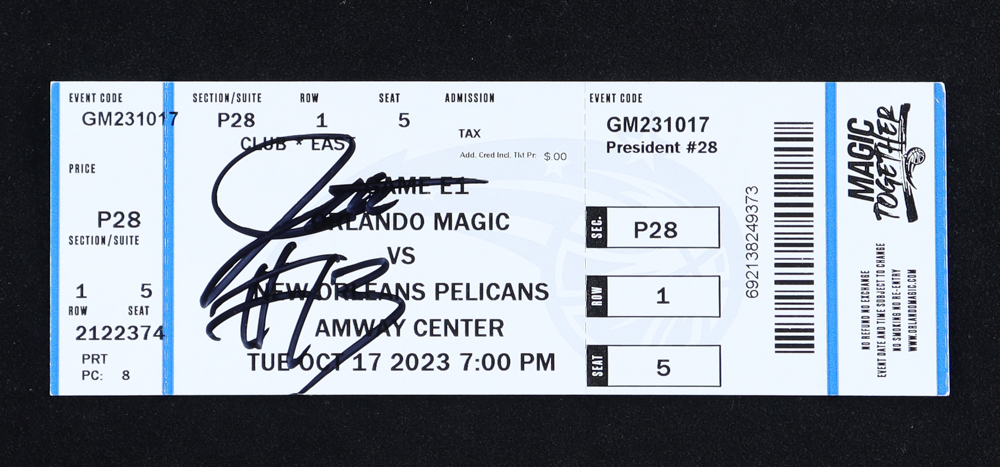 EVENT CODE
GM231017
PRICE
P28
SECTION/SUITE
1 5
ROW SEAT
2122374
PRT
PC: 8
SECTION/SUITE ROW SEAT ADMISSION
P28 1 5
CLUB * EAS
TAX
Add. Cred Incl. TM Pr: $.00
GAME E1
ORLANDO MAGIC
VS
NEW ORLEANS PELICANS
AMWAY CENTER
TUE OCT 17 2023 7:00 PM
#13
EVENT CODE
GM231017
President #28
SEC. P28
ROW 1
SEAT 5
692138249373
MAGIC
TOGETHER
NO REFUND NO EXCHANGE
EVENT DATE AND TIME SUBJECT TO CHANGE
NO SMOKING NO RE-ENTRY
WWW.ORLANDOMAGIC.COM